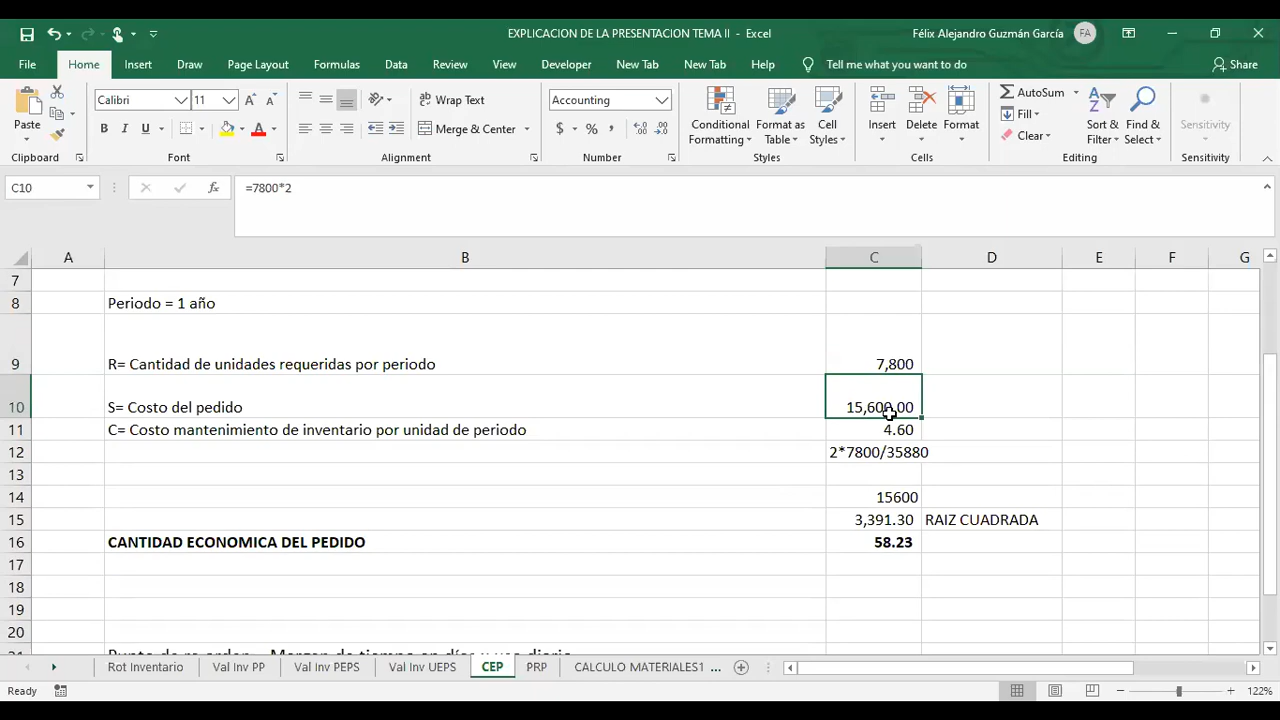 EXPLICACION DE LA PRESENTACION TEMA II - Excel
Félix Alejandro Guzmán García
FA
File Home Insert Draw Page Layout Formulas Data Review View Developer New Tab New Tab Help Tell me what you want to do Share
Paste
Clipboard
Calibri 11
B I U
Font
Wrap Text
Merge & Center
Alignment
Accounting
$ % ,
Number
Conditional Formatting
Format as Table
Cell Styles
Styles
Insert
Delete
Format
Cells
AutoSum
Fill
Clear
Sort & Filter
Find & Select
Editing
Sensitivity
Sensitivity
C10 fx =7800*2
A B C D E F G
7
8 Periodo = 1 año
9 R= Cantidad de unidades requeridas por periodo 7,800
10 S= Costo del pedido 15,600.00
11 C= Costo mantenimiento de inventario por unidad de periodo 4.60
12 2*7800/35880
13
14 15600
15 3,391.30 RAIZ CUADRADA
16 CANTIDAD ECONOMICA DEL PEDIDO 58.23
17
18
19
20
Rot Inventario Val Inv PP Val Inv PEPS Val Inv UEPS CEP PRP CALCULO MATERIALES1 ...
Ready 122%